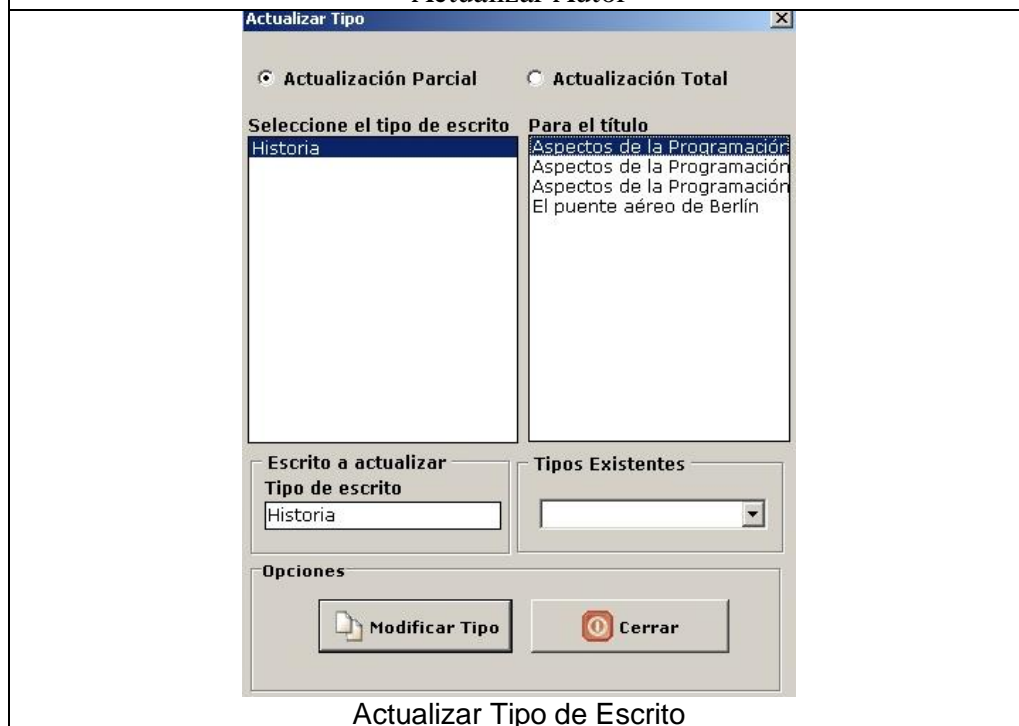 Actualizar Autor
Actualizar Tipo
Actualización Parcial Actualización Total
Seleccione el tipo de escrito Para el título
Historia Aspectos de la Programación
Aspectos de la Programación
Aspectos de la Programación
El puente aéreo de Berlín
Escrito a actualizar Tipos Existentes
Tipo de escrito
Historia
Opciones
Modificar Tipo Cerrar
Actualizar Tipo de Escrito